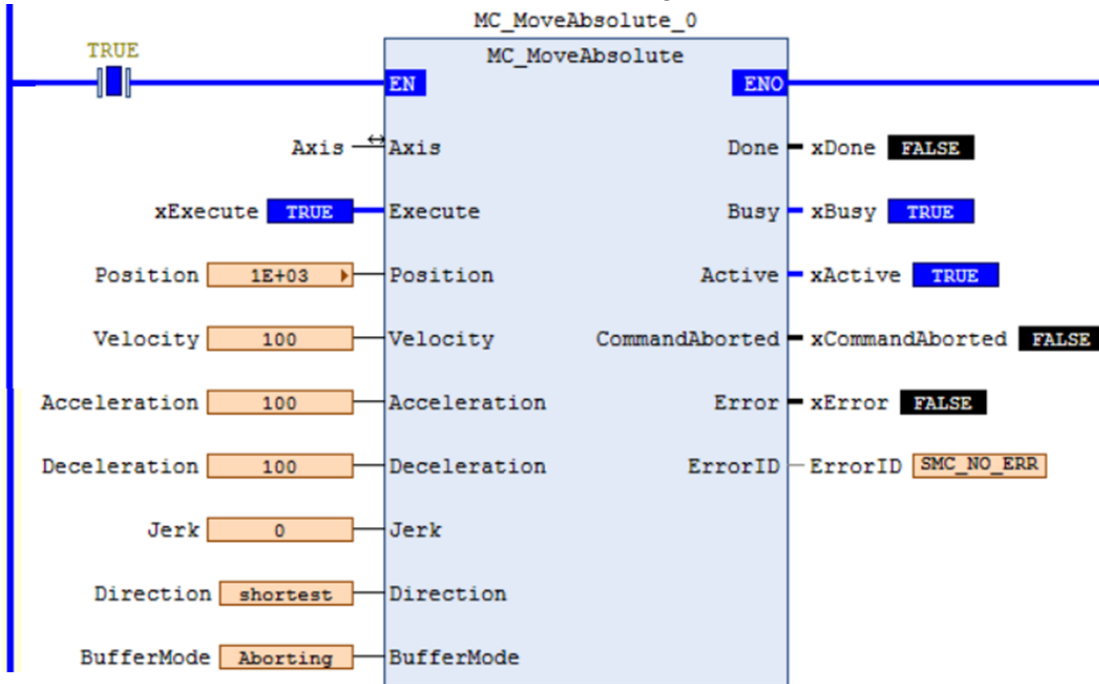 MC_MoveAbsolute_0
TRUE MC_MoveAbsolute
EN ENO
Axis Axis Done xDone FALSE
xExecute TRUE Execute Busy xBusy TRUE
Position 1E+03 Position Active xActive TRUE
Velocity 100 Velocity CommandAborted xCommandAborted FALSE
Acceleration 100 Acceleration Error xError FALSE
Deceleration 100 Deceleration ErrorID ErrorID SMC_NO_ERR
Jerk 0 Jerk
Direction shortest Direction
BufferMode Aborting BufferMode